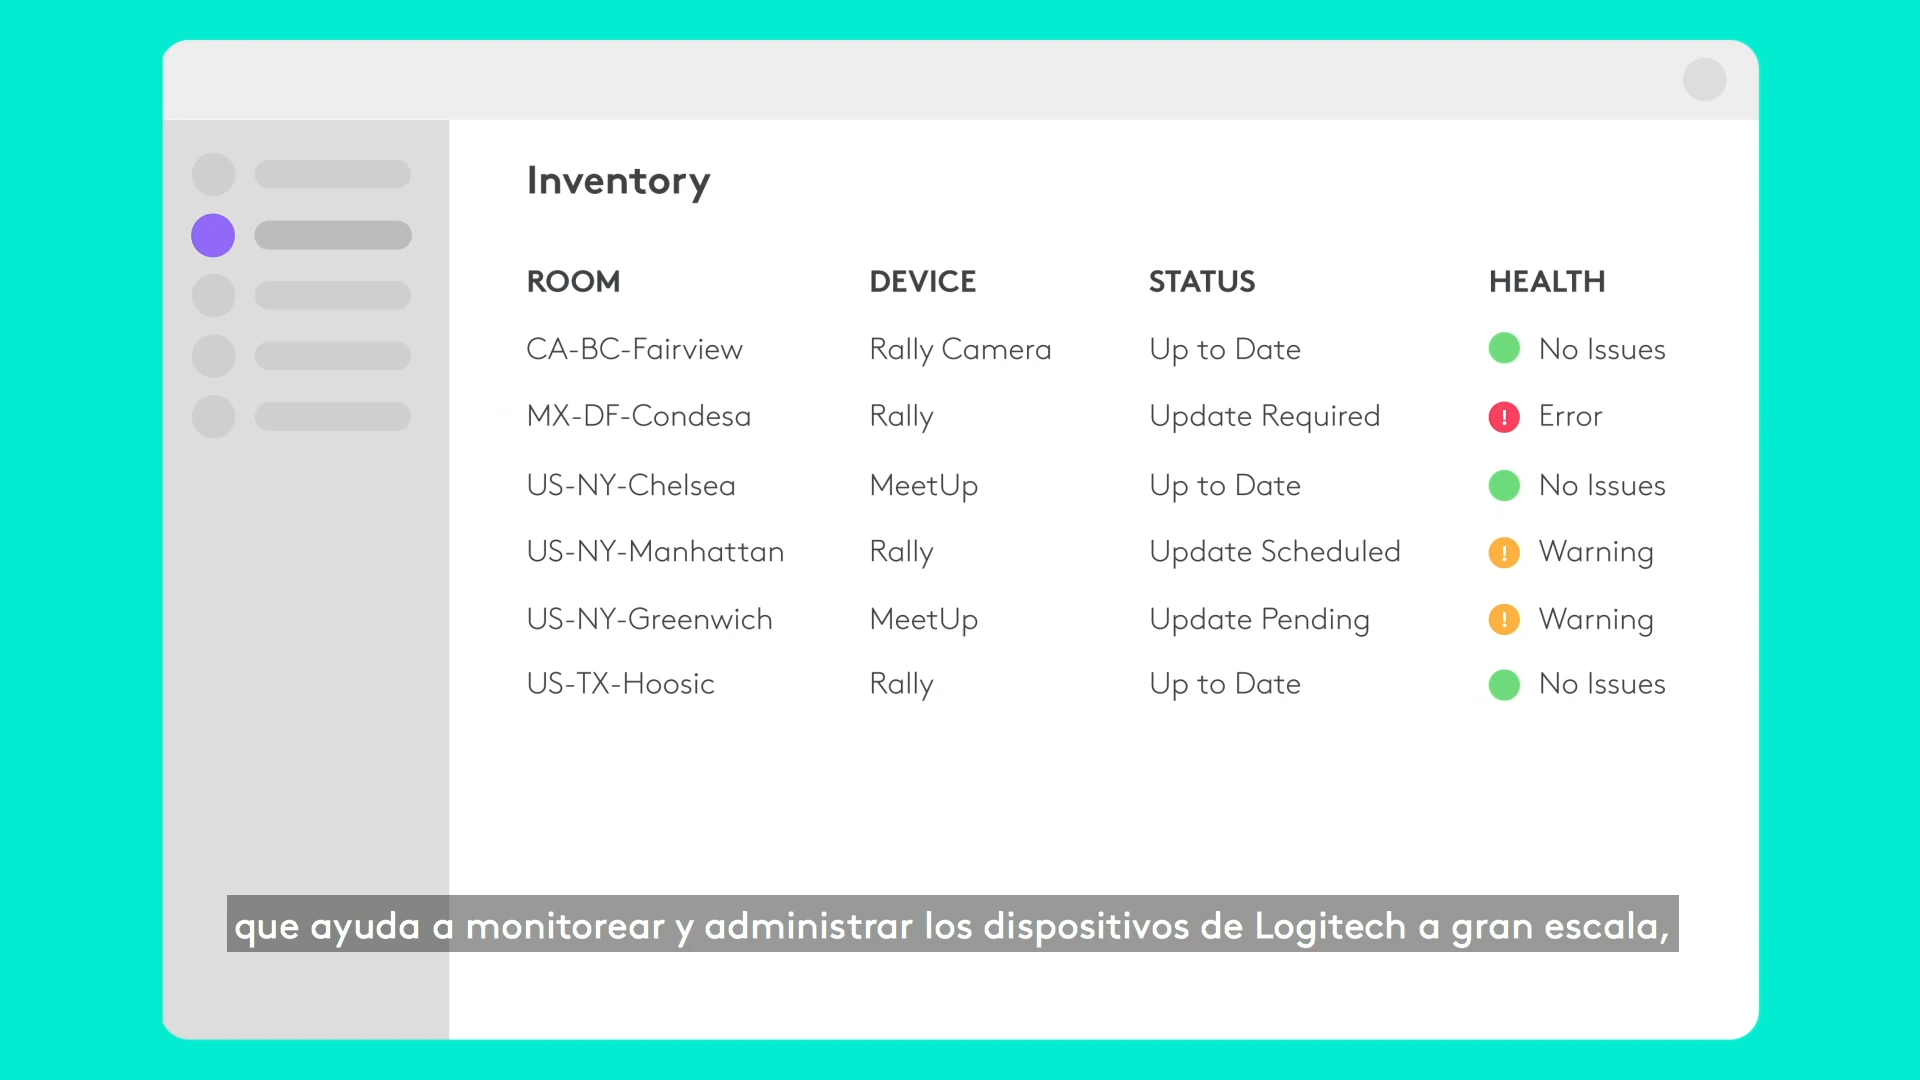 Inventory
ROOM DEVICE STATUS HEALTH
CA-BC-Fairview Rally Camera Up to Date No Issues
MX-DF-Condesa Rally Update Required ! Error
US-NY-Chelsea MeetUp Up to Date No Issues
US-NY-Manhattan Rally Update Scheduled ! Warning
US-NY-Greenwich MeetUp Update Pending ! Warning
US-TX-Hoosic Rally Up to Date No Issues
que ayuda a monitorear y administrar los dispositivos de Logitech a gran escala,